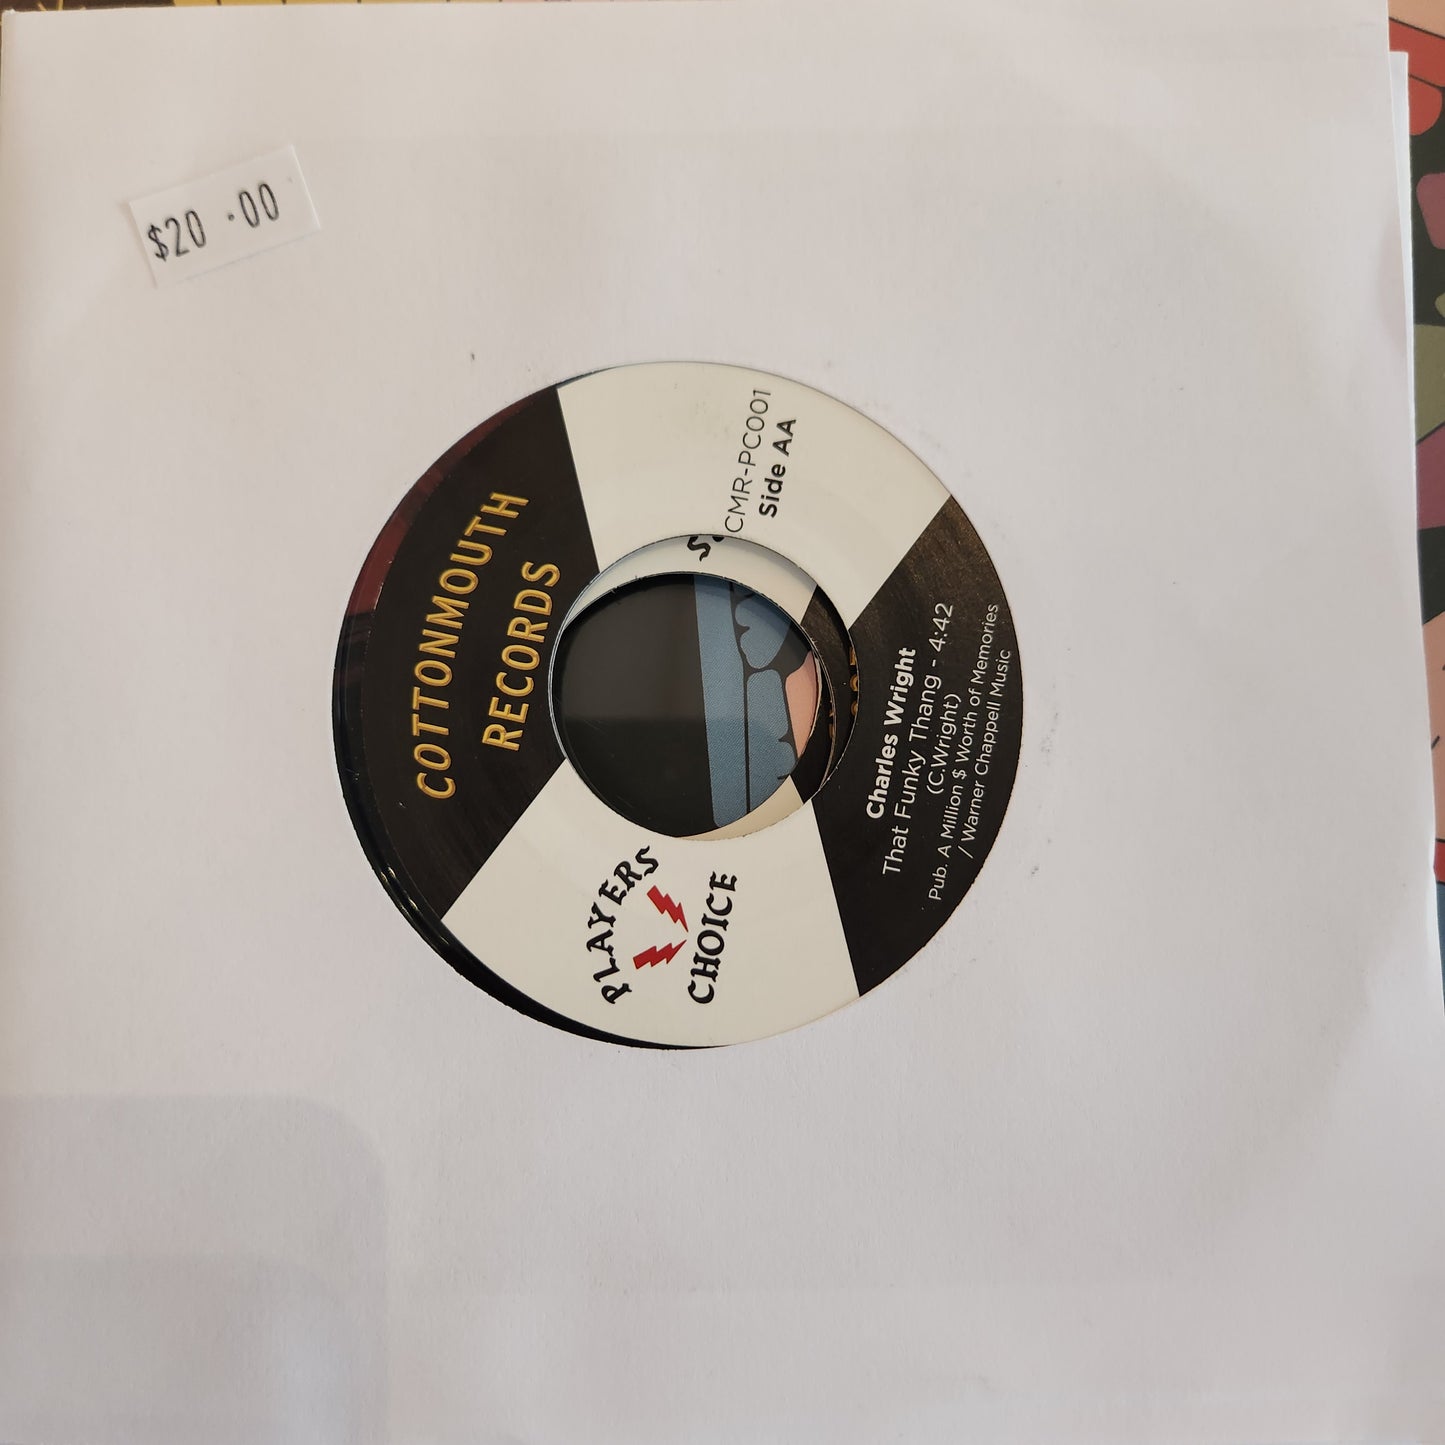 $20.00
COTTONMOUTH
RECORDS
CMR-PC001
Side AA
PLAYERS
CHOICE
Charles Wright
That Funky Thang - 4:42
(C.Wright)
Pub. A Million $ Worth of Memories
/ Warner Chappell Music